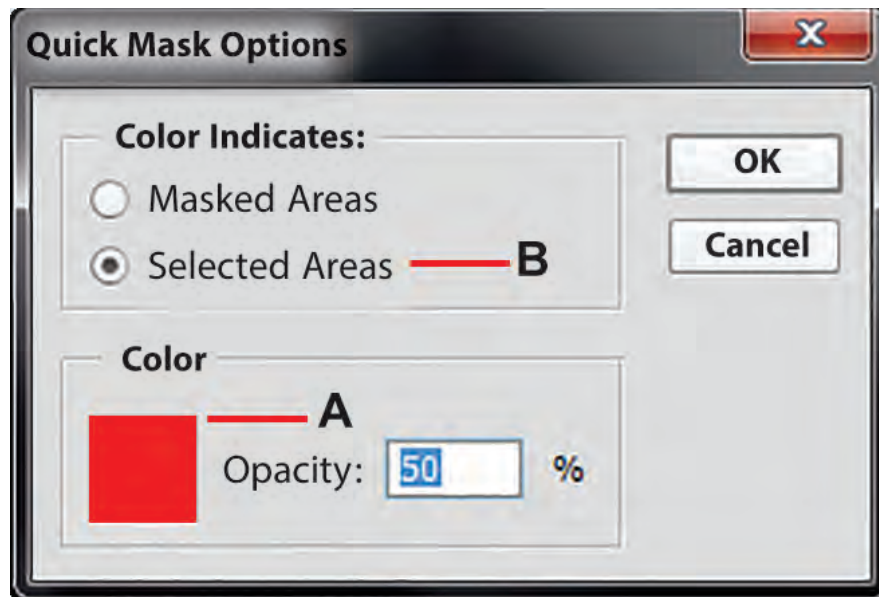 Quick Mask Options
Color Indicates:
Masked Areas
Selected Areas B
OK
Cancel
Color
A
Opacity: 50 %